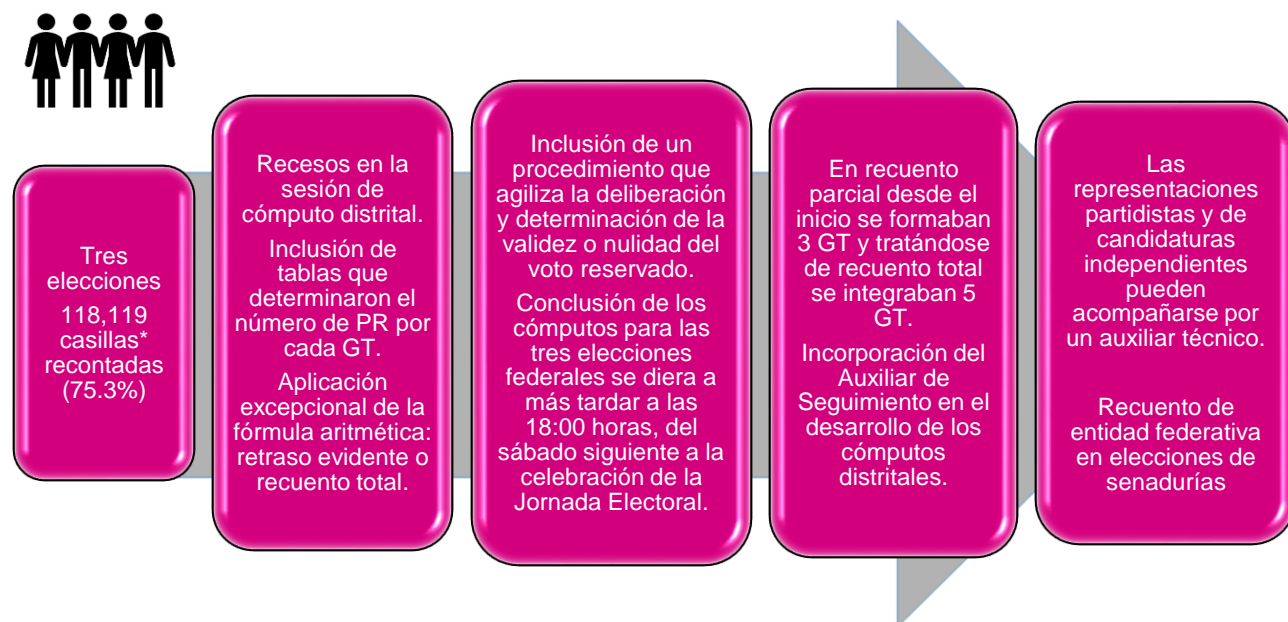 Tres
elecciones
118,119
casillas*
recontadas
(75.3%)
Recesos en la
sesión de
cómputo distrital.
Inclusión de
tablas que
determinaron el
número de PR por
cada GT.
Aplicación
excepcional de la
fórmula aritmética:
retraso evidente o
recuento total.
Inclusión de un
procedimiento que
agiliza la deliberación
y determinación de la
validez o nulidad del
voto reservado.
Conclusión de los
cómputos para las
tres elecciones
federales se diera a
más tardar a las
18:00 horas, del
sábado siguiente a la
celebración de la
Jornada Electoral.
En recuento
parcial desde el
inicio se formaban
3 GT y tratándose
de recuento total
se integraban 5
GT.
Incorporación del
Auxiliar de
Seguimiento en el
desarrollo de los
cómputos
distritales.
Las
representaciones
partidistas y de
candidaturas
independientes
pueden
acompañarse por
un auxiliar técnico.
Recuento de
entidad federativa
en elecciones de
senadurías